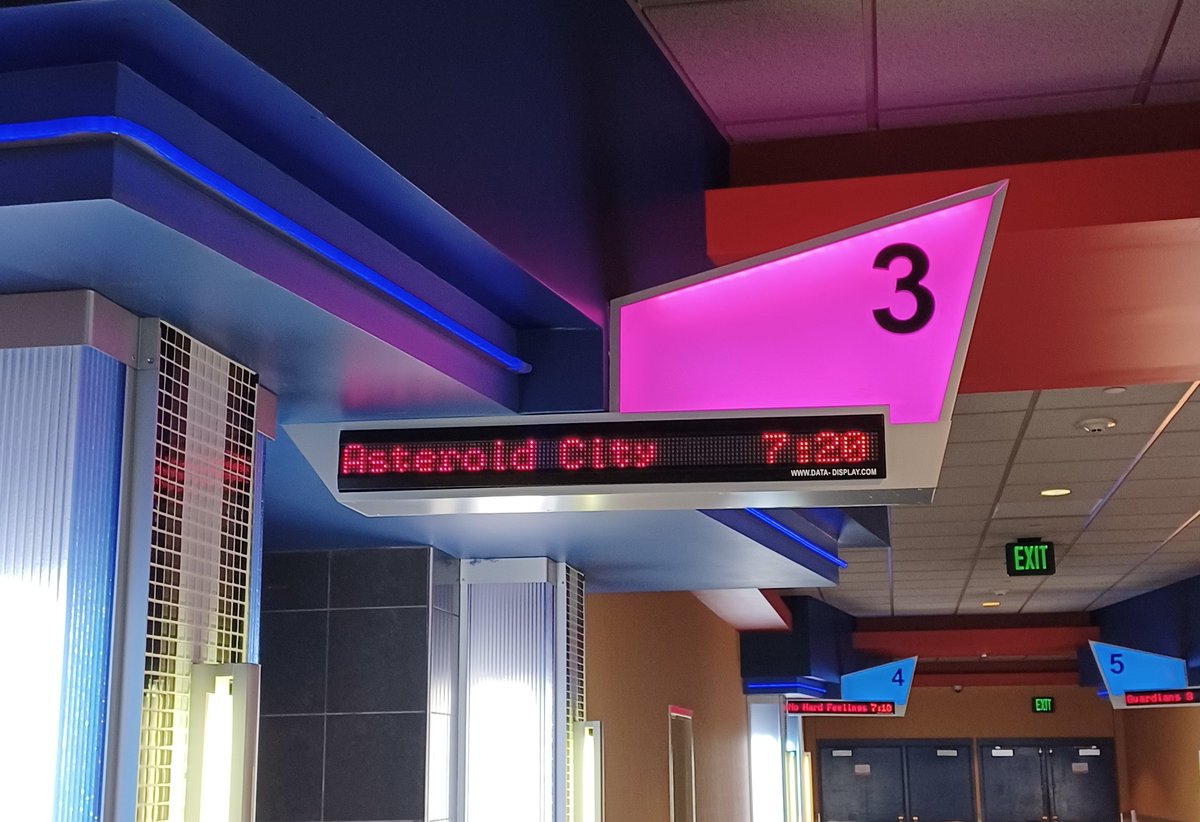 3
Asteroid City 7:20
WWW.DATA-DISPLAY.COM
EXIT
4
No Hard Feelings 7:10
5
Guardians 3
EXIT